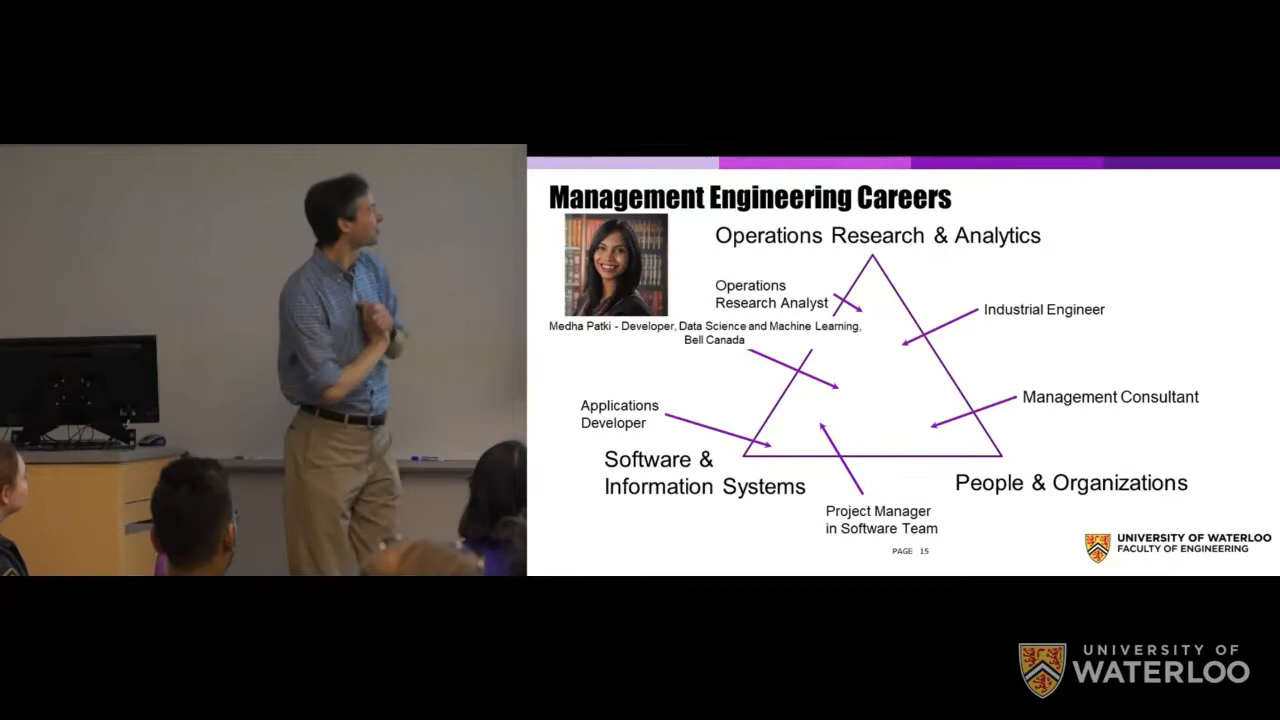 Management Engineering Careers
Operations Research & Analytics
Operations
Research Analyst
Industrial Engineer
Medha Patki - Developer, Data Science and Machine Learning,
Bell Canada
Management Consultant
Applications
Developer
Software &
Information Systems
People & Organizations
Project Manager
in Software Team
PAGE 15
UNIVERSITY OF WATERLOO
FACULTY OF ENGINEERING
UNIVERSITY OF
WATERLOO